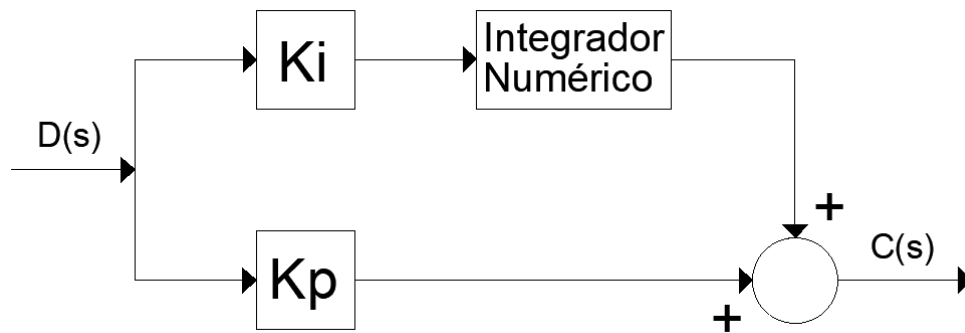 Ki
Integrador
Numérico
D(s)
+
C(s)
Kp
+